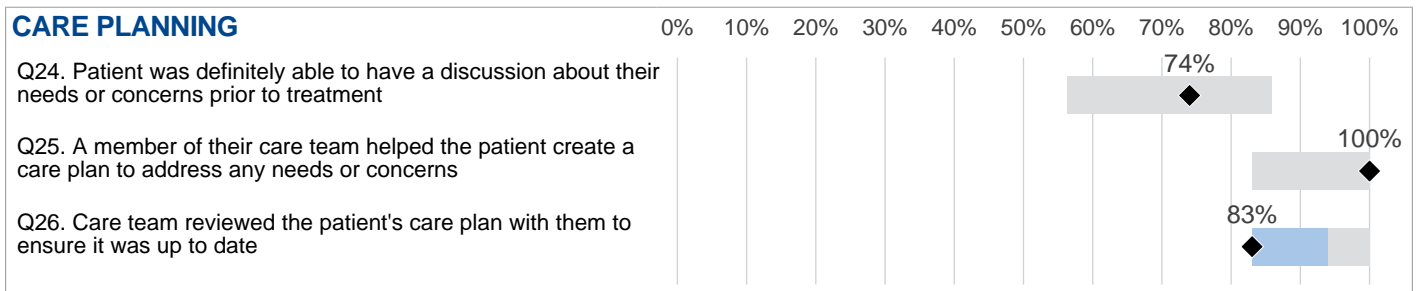 CARE PLANNING 0% 10% 20% 30% 40% 50% 60% 70% 80% 90% 100%
Q24. Patient was definitely able to have a discussion about their
needs or concerns prior to treatment
74%
Q25. A member of their care team helped the patient create a
care plan to address any needs or concerns
100%
Q26. Care team reviewed the patient's care plan with them to
ensure it was up to date
83%